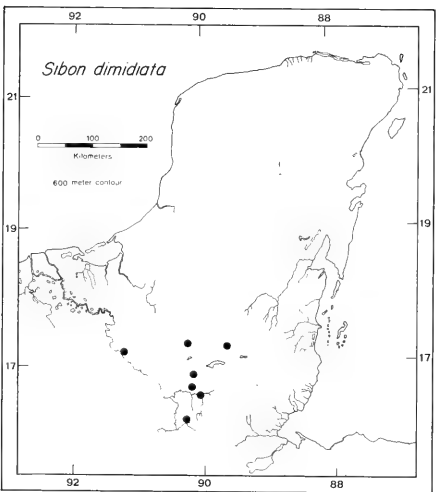 92 90 88
Sibon dimidiata
21 21
0 100 200
Kilometers
600 meter contour
19 19
17 17
92 90 88